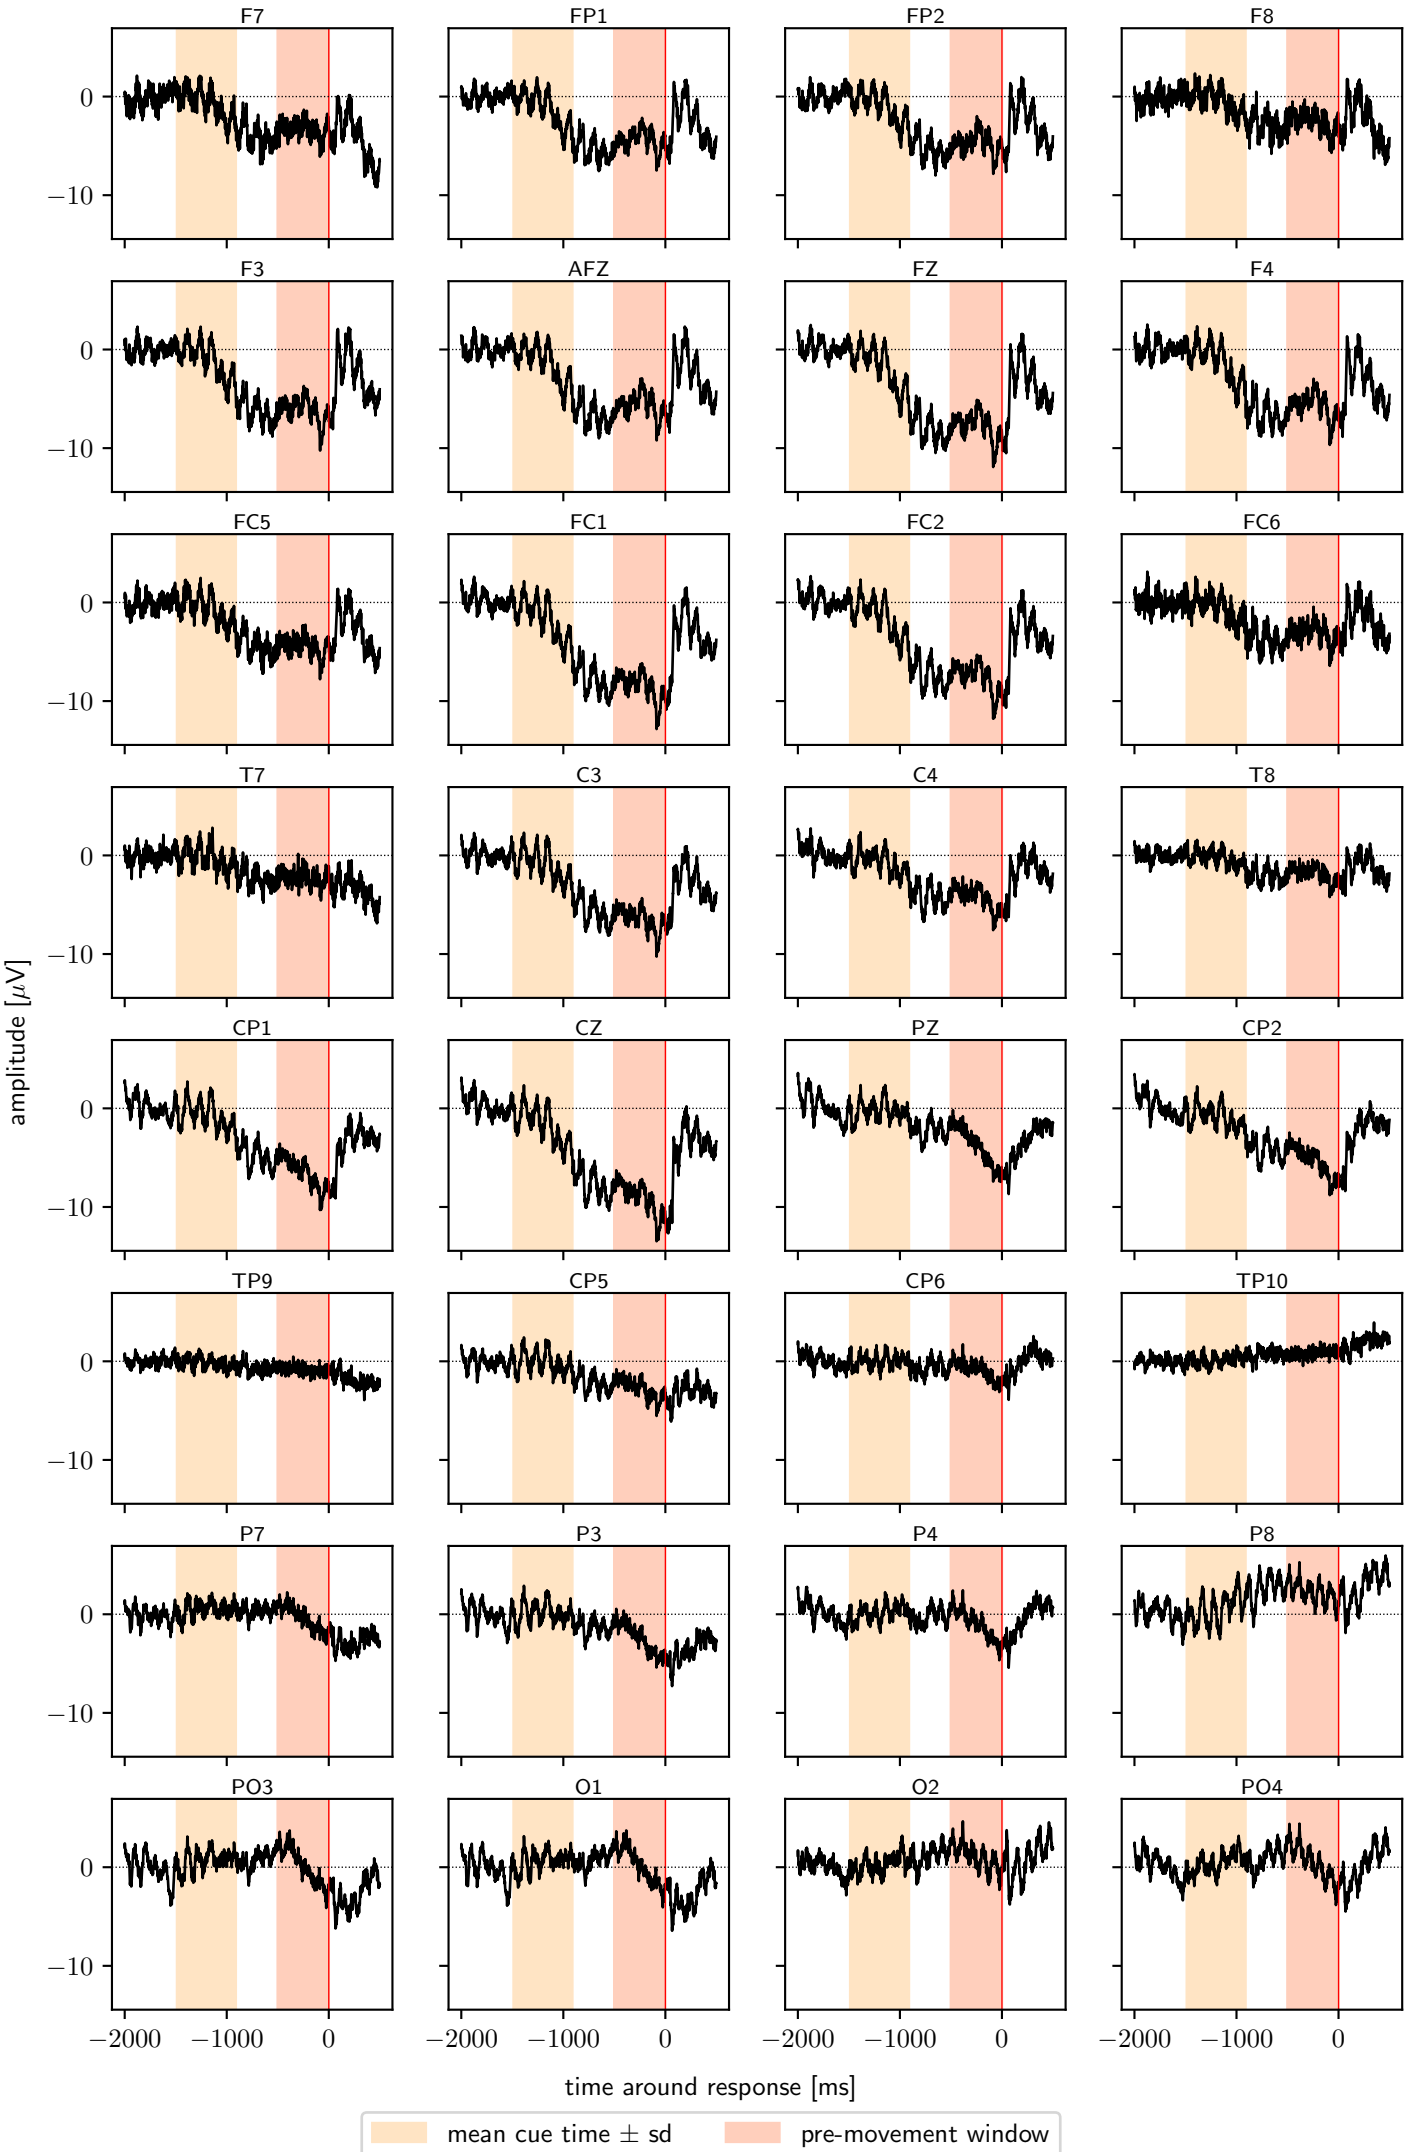 F7 FP1 FP2 F8
0
−10
F3 AFZ FZ F4
0
−10
FC5 FC1 FC2 FC6
0
−10
T7 C3 C4 T8
0
−10
amplitude [μV]
CP1 CZ PZ CP2
0
−10
TP9 CP5 CP6 TP10
0
−10
P7 P3 P4 P8
0
−10
PO3 O1 O2 PO4
0
−10
−2000 −1000 0 −2000 −1000 0 −2000 −1000 0 −2000 −1000 0
time around response [ms]
mean cue time ± sd pre-movement window